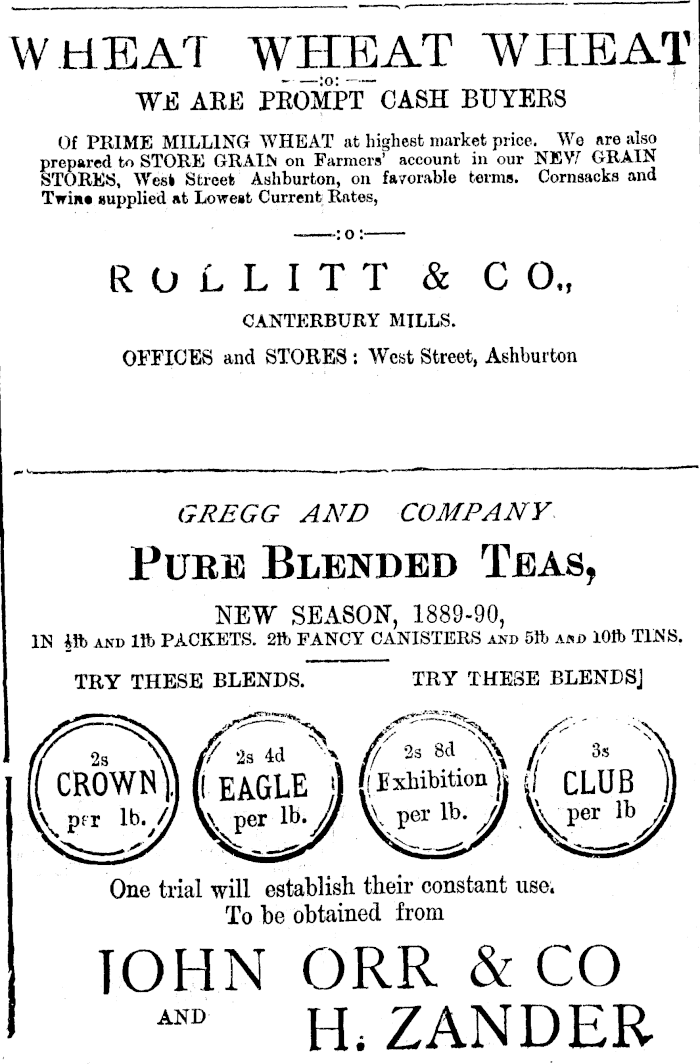 WHEAT WHEAT WHEAT
—:o:—
WE ARE PROMPT CASH BUYERS
Of PRIME MILLING WHEAT at highest market price. We are also
prepared to STORE GRAIN on Farmers' account in our NEW GRAIN
STORES, West Street Ashburton, on favorable terms. Cornsacks and
Twine supplied at Lowest Current Rates,
——:o:——
ROLLITT & CO.,
CANTERBURY MILLS.
OFFICES and STORES: West Street, Ashburton
GREGG AND COMPANY
PURE BLENDED TEAS,
NEW SEASON, 1889-90,
IN ½lb AND 1lb PACKETS. 2lb FANCY CANISTERS AND 5lb AND 10lb TINS.
TRY THESE BLENDS. TRY THESE BLENDS
2s
CROWN
per lb.
2s 4d
EAGLE
per lb.
2s 8d
Exhibition
per lb.
3s
CLUB
per lb
One trial will establish their constant use.
To be obtained from
JOHN ORR & CO
AND H. ZANDER